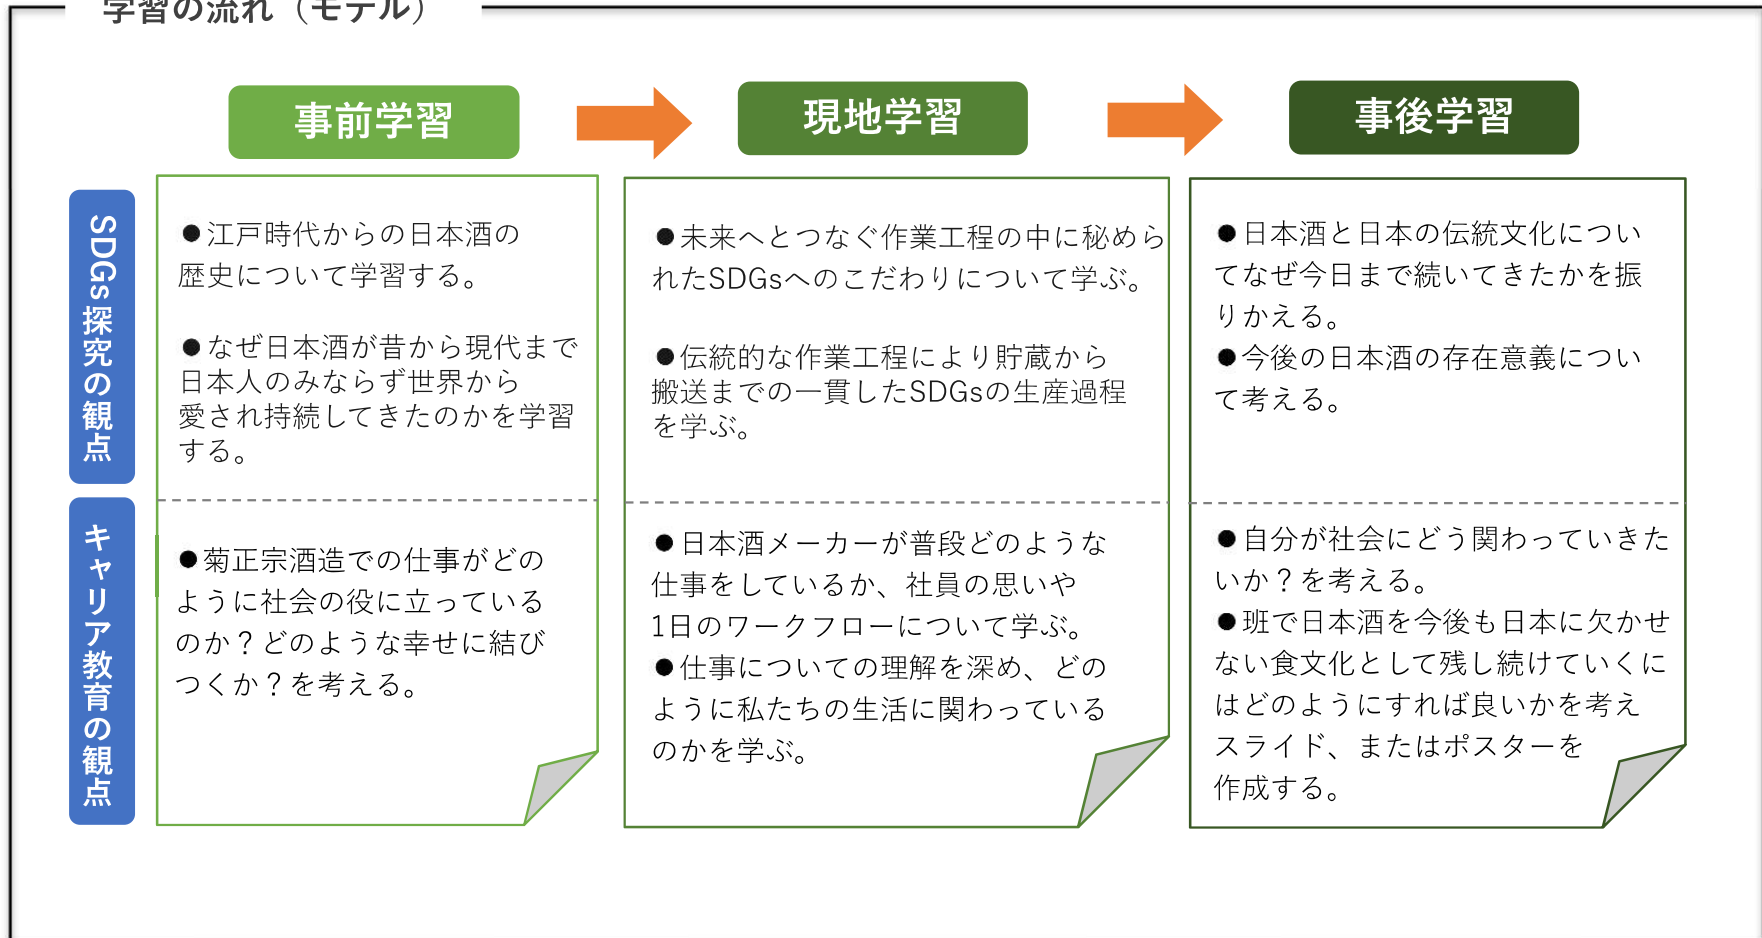 学習の流れ（モデル）
事前学習
現地学習
事後学習
SDGs探究の観点
●江戸時代からの日本酒の
歴史について学習する。
●なぜ日本酒が昔から現代まで
日本人のみならず世界から
愛され持続してきたのかを学習
する。
●未来へとつなぐ作業工程の中に秘めら
れたSDGsへのこだわりについて学ぶ。
●伝統的な作業工程により貯蔵から
搬送までの一貫したSDGsの生産過程
を学ぶ。
●日本酒と日本の伝統文化につい
てなぜ今日まで続いてきたかを振
りかえる。
●今後の日本酒の存在意義につい
て考える。
キャリア教育の観点
●菊正宗酒造での仕事がどの
ように社会の役に立っている
のか？どのような幸せに結び
つくか？を考える。
●日本酒メーカーが普段どのような
仕事をしているか、社員の思いや
1日のワークフローについて学ぶ。
●仕事についての理解を深め、どの
ように私たちの生活に関わっている
のかを学ぶ。
●自分が社会にどう関わっていきた
いか？を考える。
●班で日本酒を今後も日本に欠かせ
ない食文化として残し続けていくに
はどのようにすれば良いかを考え
スライド、またはポスターを
作成する。